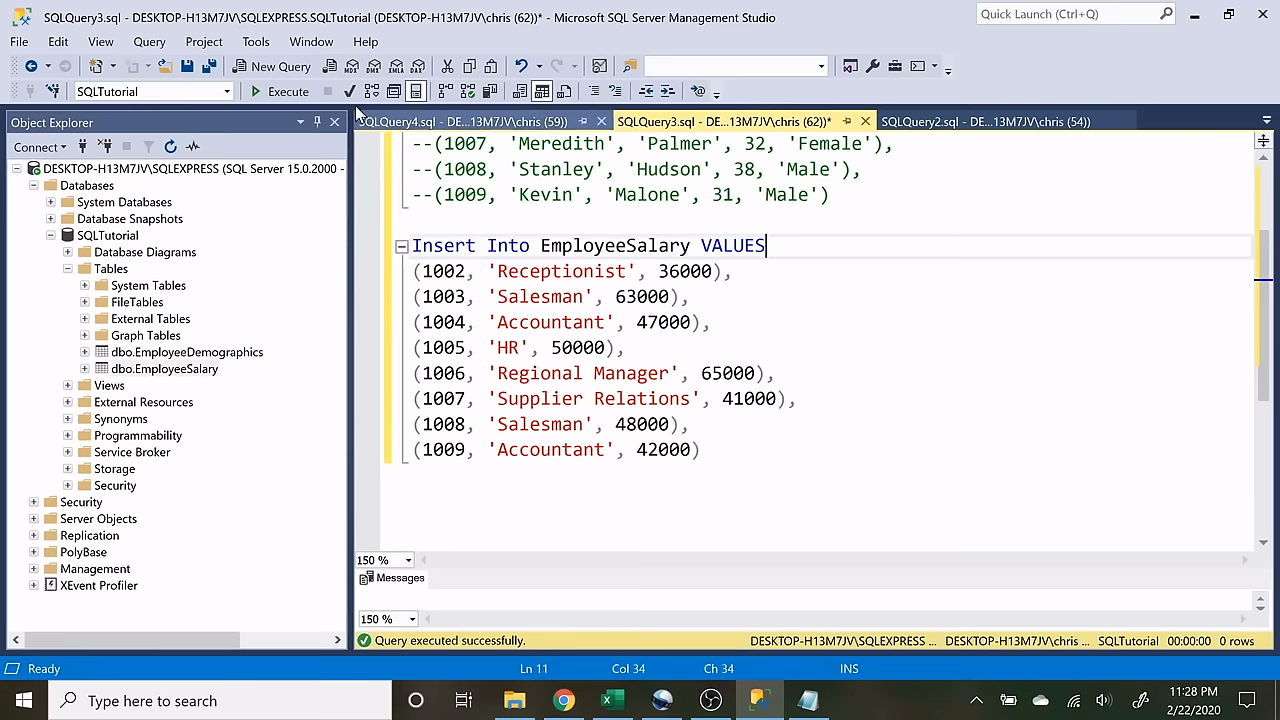 SQLQuery3.sql - DESKTOP-H13M7JV\SQLEXPRESS.SQLTutorial (DESKTOP-H13M7JV\chris (62))* - Microsoft SQL Server Management Studio
Quick Launch (Ctrl+Q)
File Edit View Query Project Tools Window Help
New Query
MDX DMX XMLA DAX
SQLTutorial
Execute
Object Explorer
SQLQuery4.sql - DE...13M7JV\chris (59))
SQLQuery3.sql - DE...13M7JV\chris (62))*
SQLQuery2.sql - DE...13M7JV\chris (54))
Connect
DESKTOP-H13M7JV\SQLEXPRESS (SQL Server 15.0.2000 -
Databases
System Databases
Database Snapshots
SQLTutorial
Database Diagrams
Tables
System Tables
FileTables
External Tables
Graph Tables
dbo.EmployeeDemographics
dbo.EmployeeSalary
Views
External Resources
Synonyms
Programmability
Service Broker
Storage
Security
Security
Server Objects
Replication
PolyBase
Management
XEvent Profiler
--(1007, 'Meredith', 'Palmer', 32, 'Female'),
--(1008, 'Stanley', 'Hudson', 38, 'Male'),
--(1009, 'Kevin', 'Malone', 31, 'Male')
Insert Into EmployeeSalary VALUES
(1002, 'Receptionist', 36000),
(1003, 'Salesman', 63000),
(1004, 'Accountant', 47000),
(1005, 'HR', 50000),
(1006, 'Regional Manager', 65000),
(1007, 'Supplier Relations', 41000),
(1008, 'Salesman', 48000),
(1009, 'Accountant', 42000)
150 %
Messages
150 %
Query executed successfully.
DESKTOP-H13M7JV\SQLEXPRESS ... DESKTOP-H13M7JV\chris ... SQLTutorial 00:00:00 0 rows
Ready
Ln 11 Col 34 Ch 34 INS
Type here to search
11:28 PM
2/22/2020